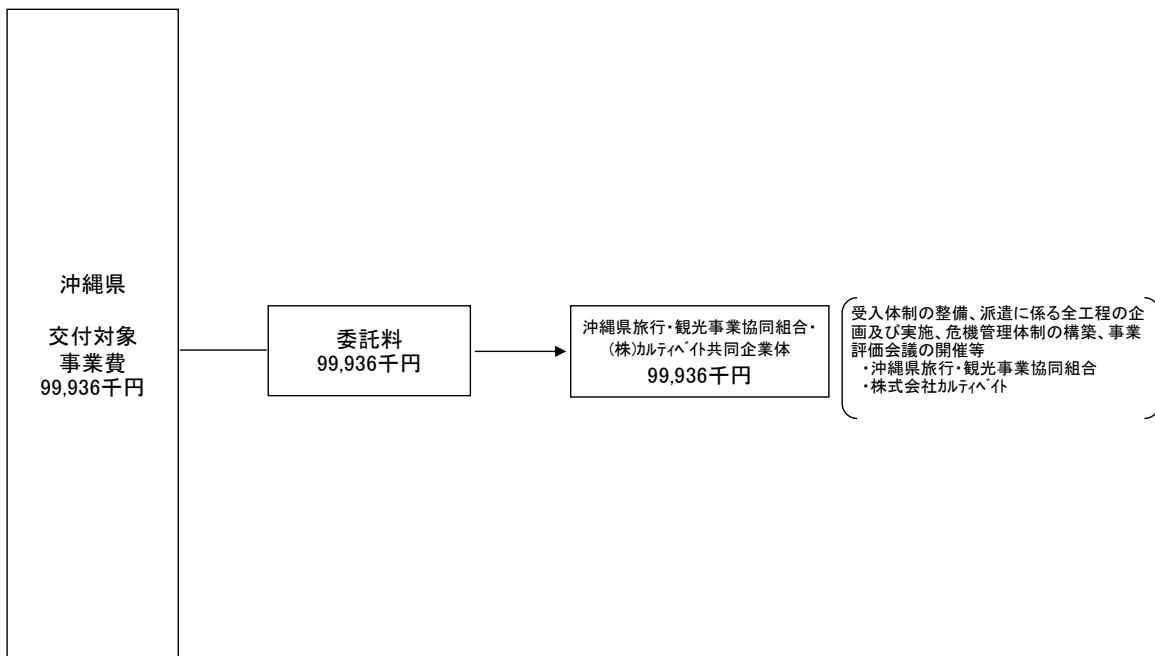 沖縄県
交付対象
事業費
99,936千円
委託料
99,936千円
沖縄県旅行・観光事業協同組合・
(株)ｶﾙﾃｨﾍﾞｲﾄ共同企業体
99,936千円
受入体制の整備、派遣に係る全工程の企
画及び実施、危機管理体制の構築、事業
評価会議の開催等
・沖縄県旅行・観光事業協同組合
・株式会社ｶﾙﾃｨﾍﾞｲﾄ